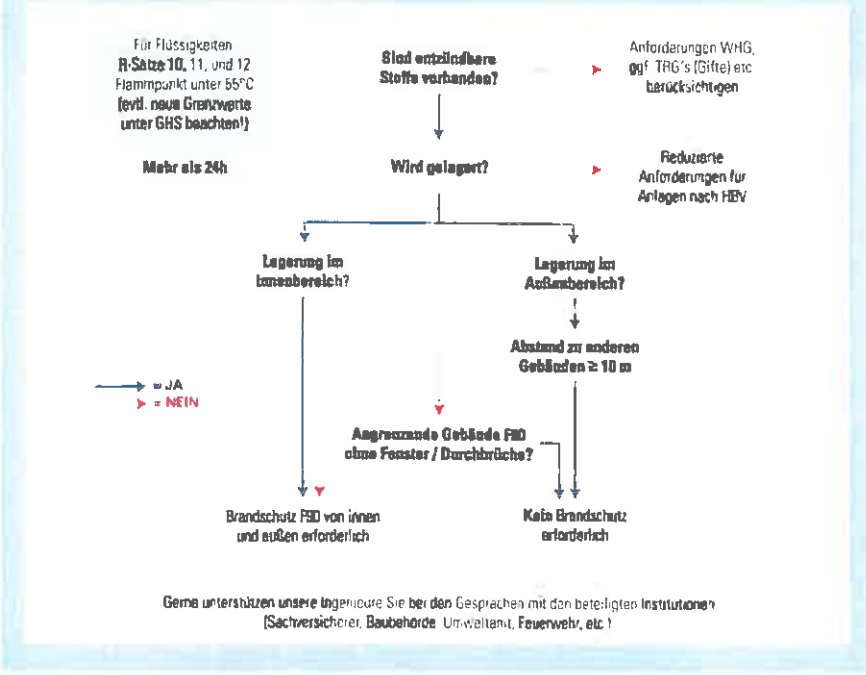 Für Flüssigkeiten
R-Sätze 10, 11, und 12
Flammpunkt unter 55°C
(evtl. neue Grenzwerte
unter GHS beachten!)
Sind entzündbare
Stoffe vorhanden?
Anforderungen WHG,
ggf. TRG's (Gifte) etc
berücksichtigen
Mehr als 24h
Wird gelagert?
Reduzierte
Anforderungen für
Anlagen nach HBV
Lagerung im
Innenbereich?
Lagerung im
Außenbereich?
Abstand zu anderen
Gebäuden ≥ 10 m
= JA
= NEIN
Angrenzende Gebäude F90
ohne Fenster / Durchbrüche?
Brandschutz F90 von innen
und außen erforderlich
Kein Brandschutz
erforderlich
Gerne unterstützen unsere Ingenieure Sie bei den Gesprächen mit den beteiligten Institutionen
(Sachversicherer, Baubehörde, Umweltamt, Feuerwehr, etc.)